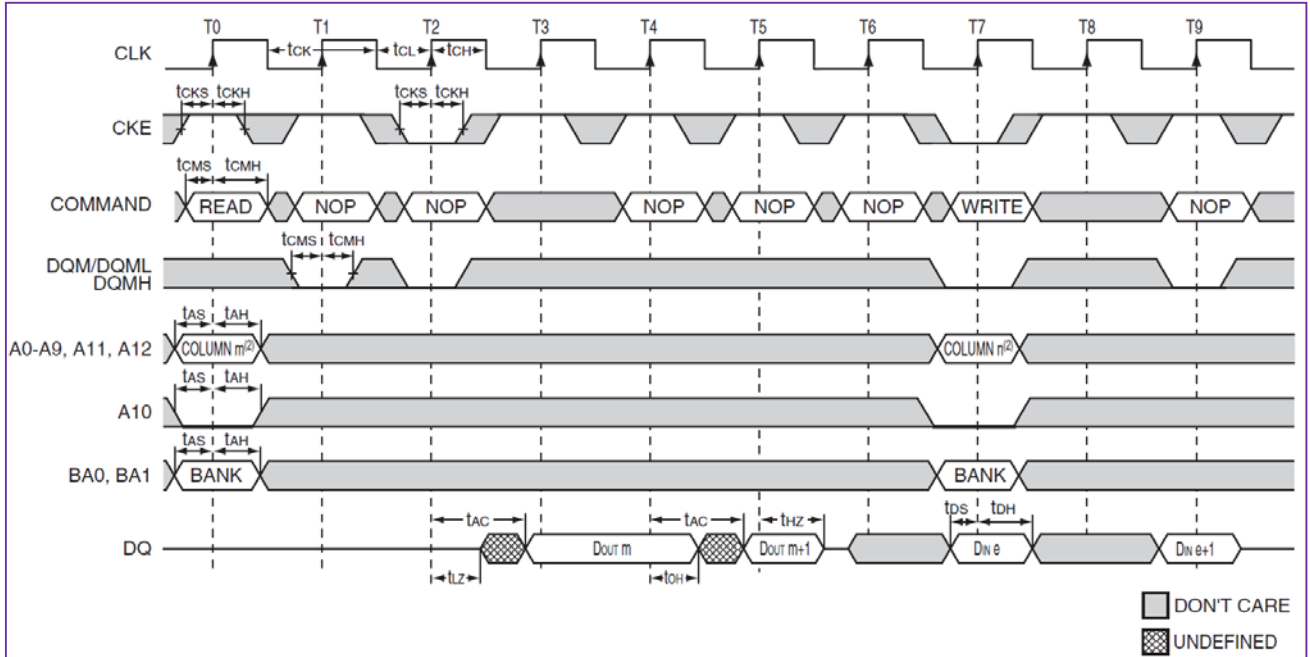 T0 T1 T2 T3 T4 T5 T6 T7 T8 T9
CLK tCK tCL tCH
tCKS tCKH tCKS tCKH
CKE
tCMS tCMH
COMMAND READ NOP NOP NOP NOP NOP WRITE NOP
tCMS tCMH
DQM/DQML
DQMH
tAS tAH
A0-A9, A11, A12 COLUMN m(2) COLUMN n(2)
tAS tAH
A10
tAS tAH
BA0, BA1 BANK BANK
tAC tAC tHZ tDS tDH
DQ DOUT m DOUT m+1 DIN e DIN e+1
tLZ tOH
DON'T CARE
UNDEFINED